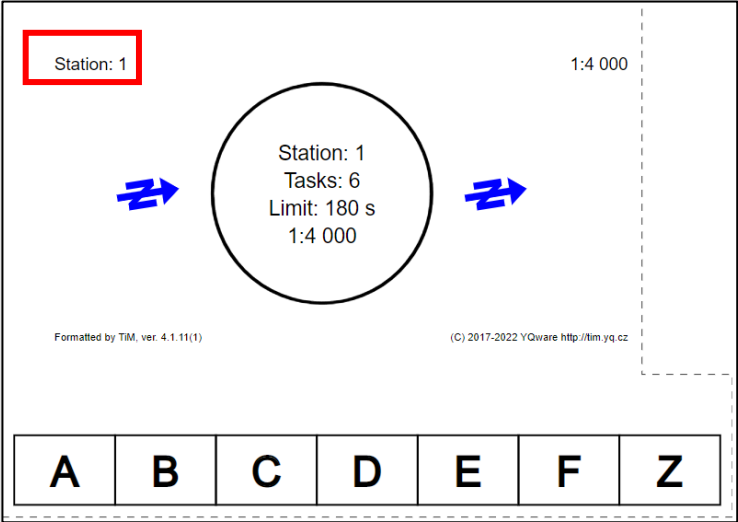 Station: 1
1:4 000
Station: 1
Tasks: 6
Limit: 180 s
1:4 000
N
N
Formatted by TiM, ver. 4.1.11(1)
(C) 2017-2022 YQware http://tim.yq.cz
A B C D E F Z